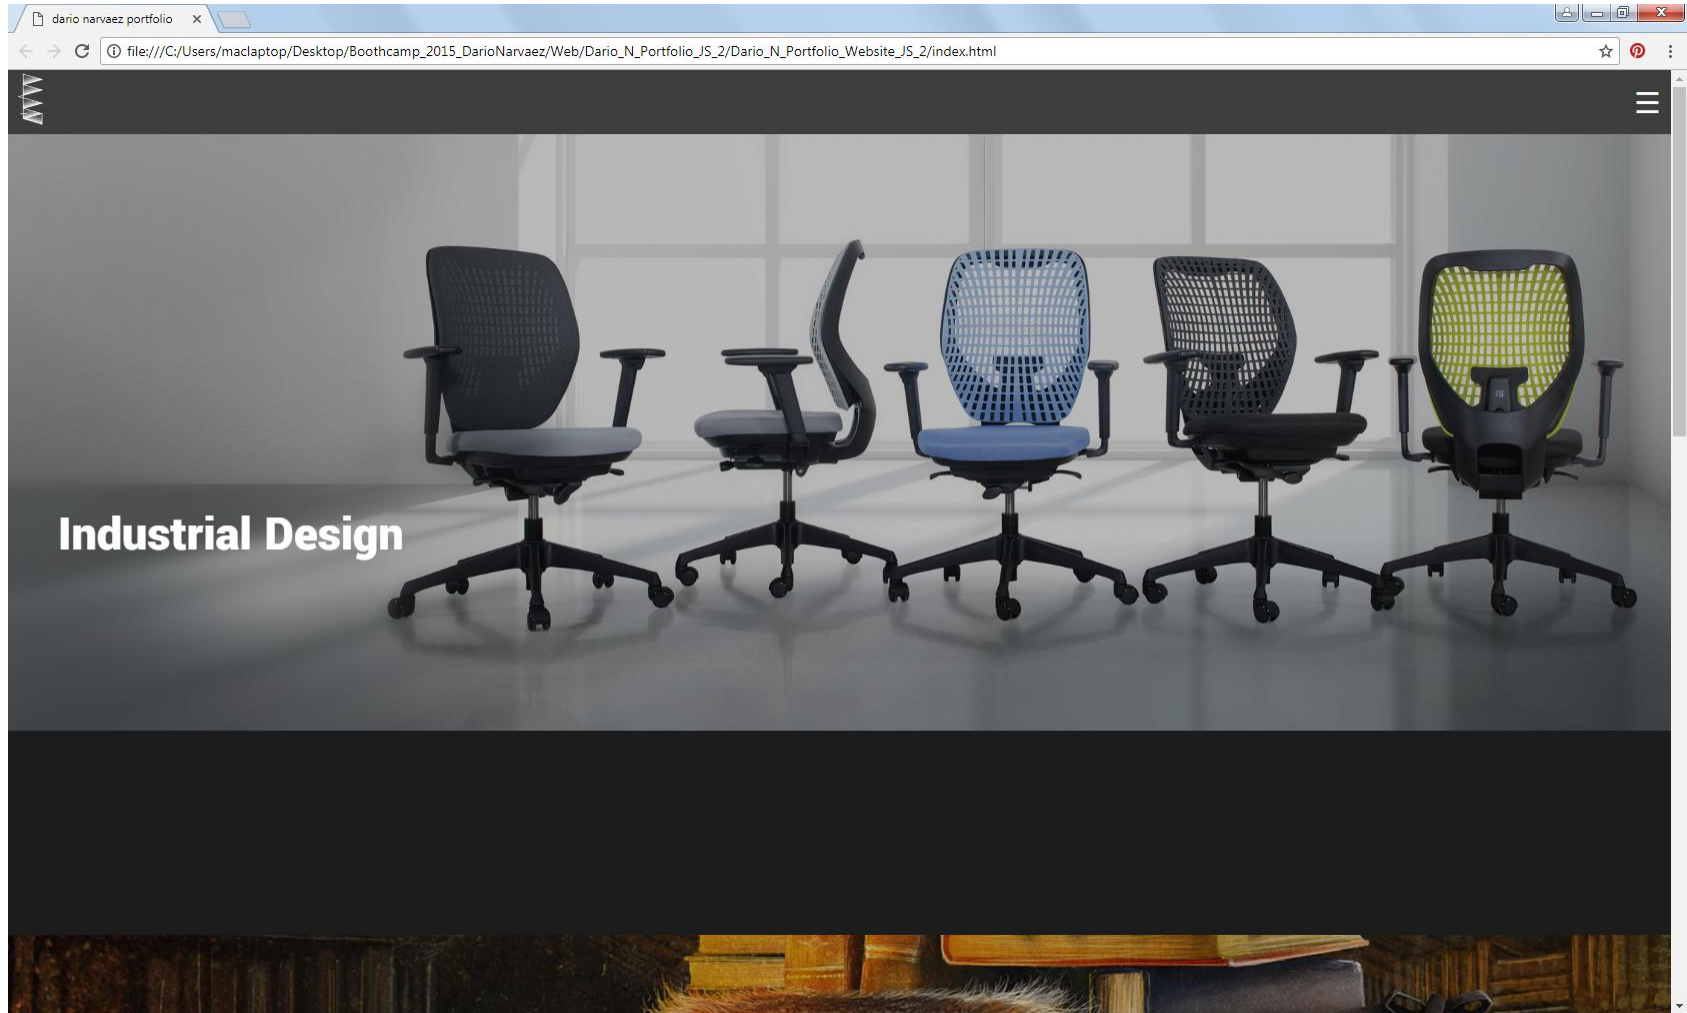 dario narvaez portfolio
file:///C:/Users/maclaptop/Desktop/Boothcamp_2015_DarioNarvaez/Web/Dario_N_Portfolio_JS_2/Dario_N_Portfolio_Website_JS_2/index.html
Industrial Design